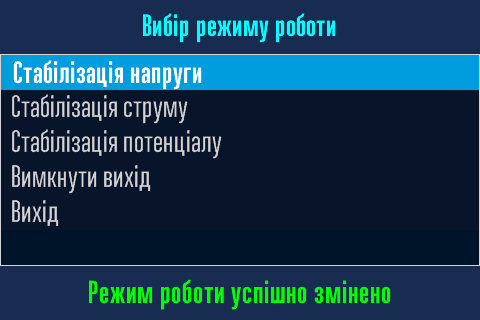 Вибір режиму роботи
Стабілізація напруги
Стабілізація струму
Стабілізація потенціалу
Вимкнути вихід
Вихід
Режим роботи успішно змінено